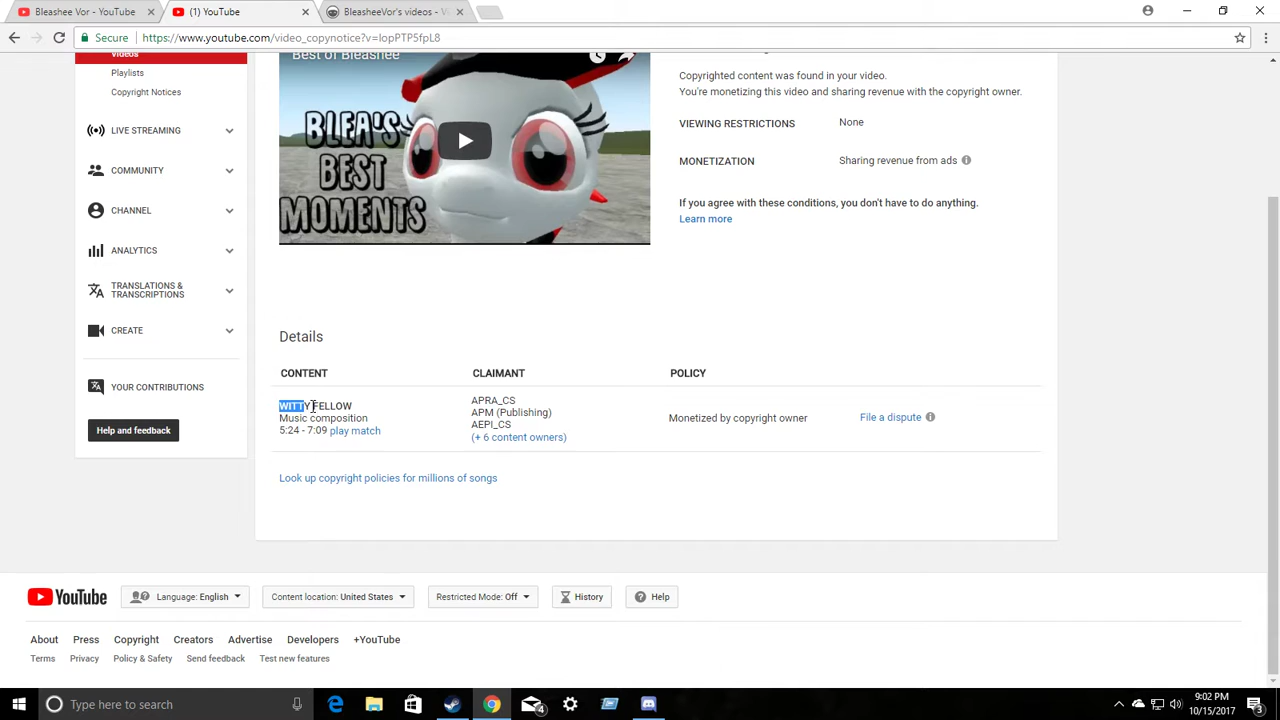 Bleashee Vor - YouTube
(1) YouTube
BleasheeVor's videos - V
Secure
https://www.youtube.com/video_copynotice?v=IopPTP5fpL8
Videos
Playlists
Copyright Notices
LIVE STREAMING
COMMUNITY
CHANNEL
ANALYTICS
TRANSLATIONS &
TRANSCRIPTIONS
CREATE
YOUR CONTRIBUTIONS
Help and feedback
Best of Bleashee
BLEA'S
BEST
MOMENTS
Copyrighted content was found in your video.
You're monetizing this video and sharing revenue with the copyright owner.
VIEWING RESTRICTIONS None
MONETIZATION Sharing revenue from ads
If you agree with these conditions, you don't have to do anything.
Learn more
Details
CONTENT CLAIMANT POLICY
WITTY FELLOW
Music composition
5:24 - 7:09 play match
APRA_CS
APM (Publishing)
AEPI_CS
(+ 6 content owners)
Monetized by copyright owner
File a dispute
Look up copyright policies for millions of songs
YouTube
Language: English
Content location: United States
Restricted Mode: Off
History
Help
About Press Copyright Creators Advertise Developers +YouTube
Terms Privacy Policy & Safety Send feedback Test new features
Type here to search
4
9:02 PM
10/15/2017
3